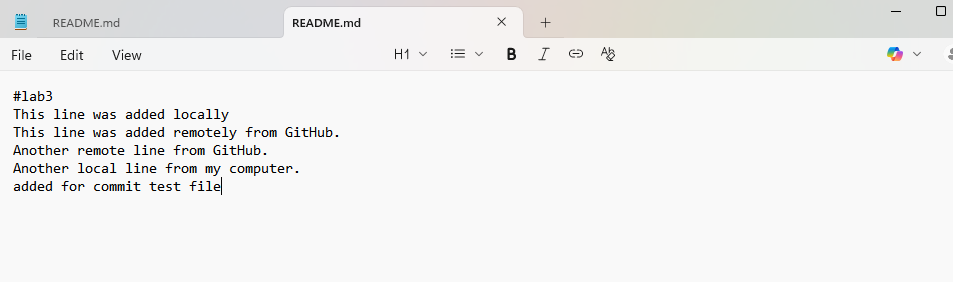 README.md
README.md
File Edit View H1 B I
#lab3
This line was added locally
This line was added remotely from GitHub.
Another remote line from GitHub.
Another local line from my computer.
added for commit test file